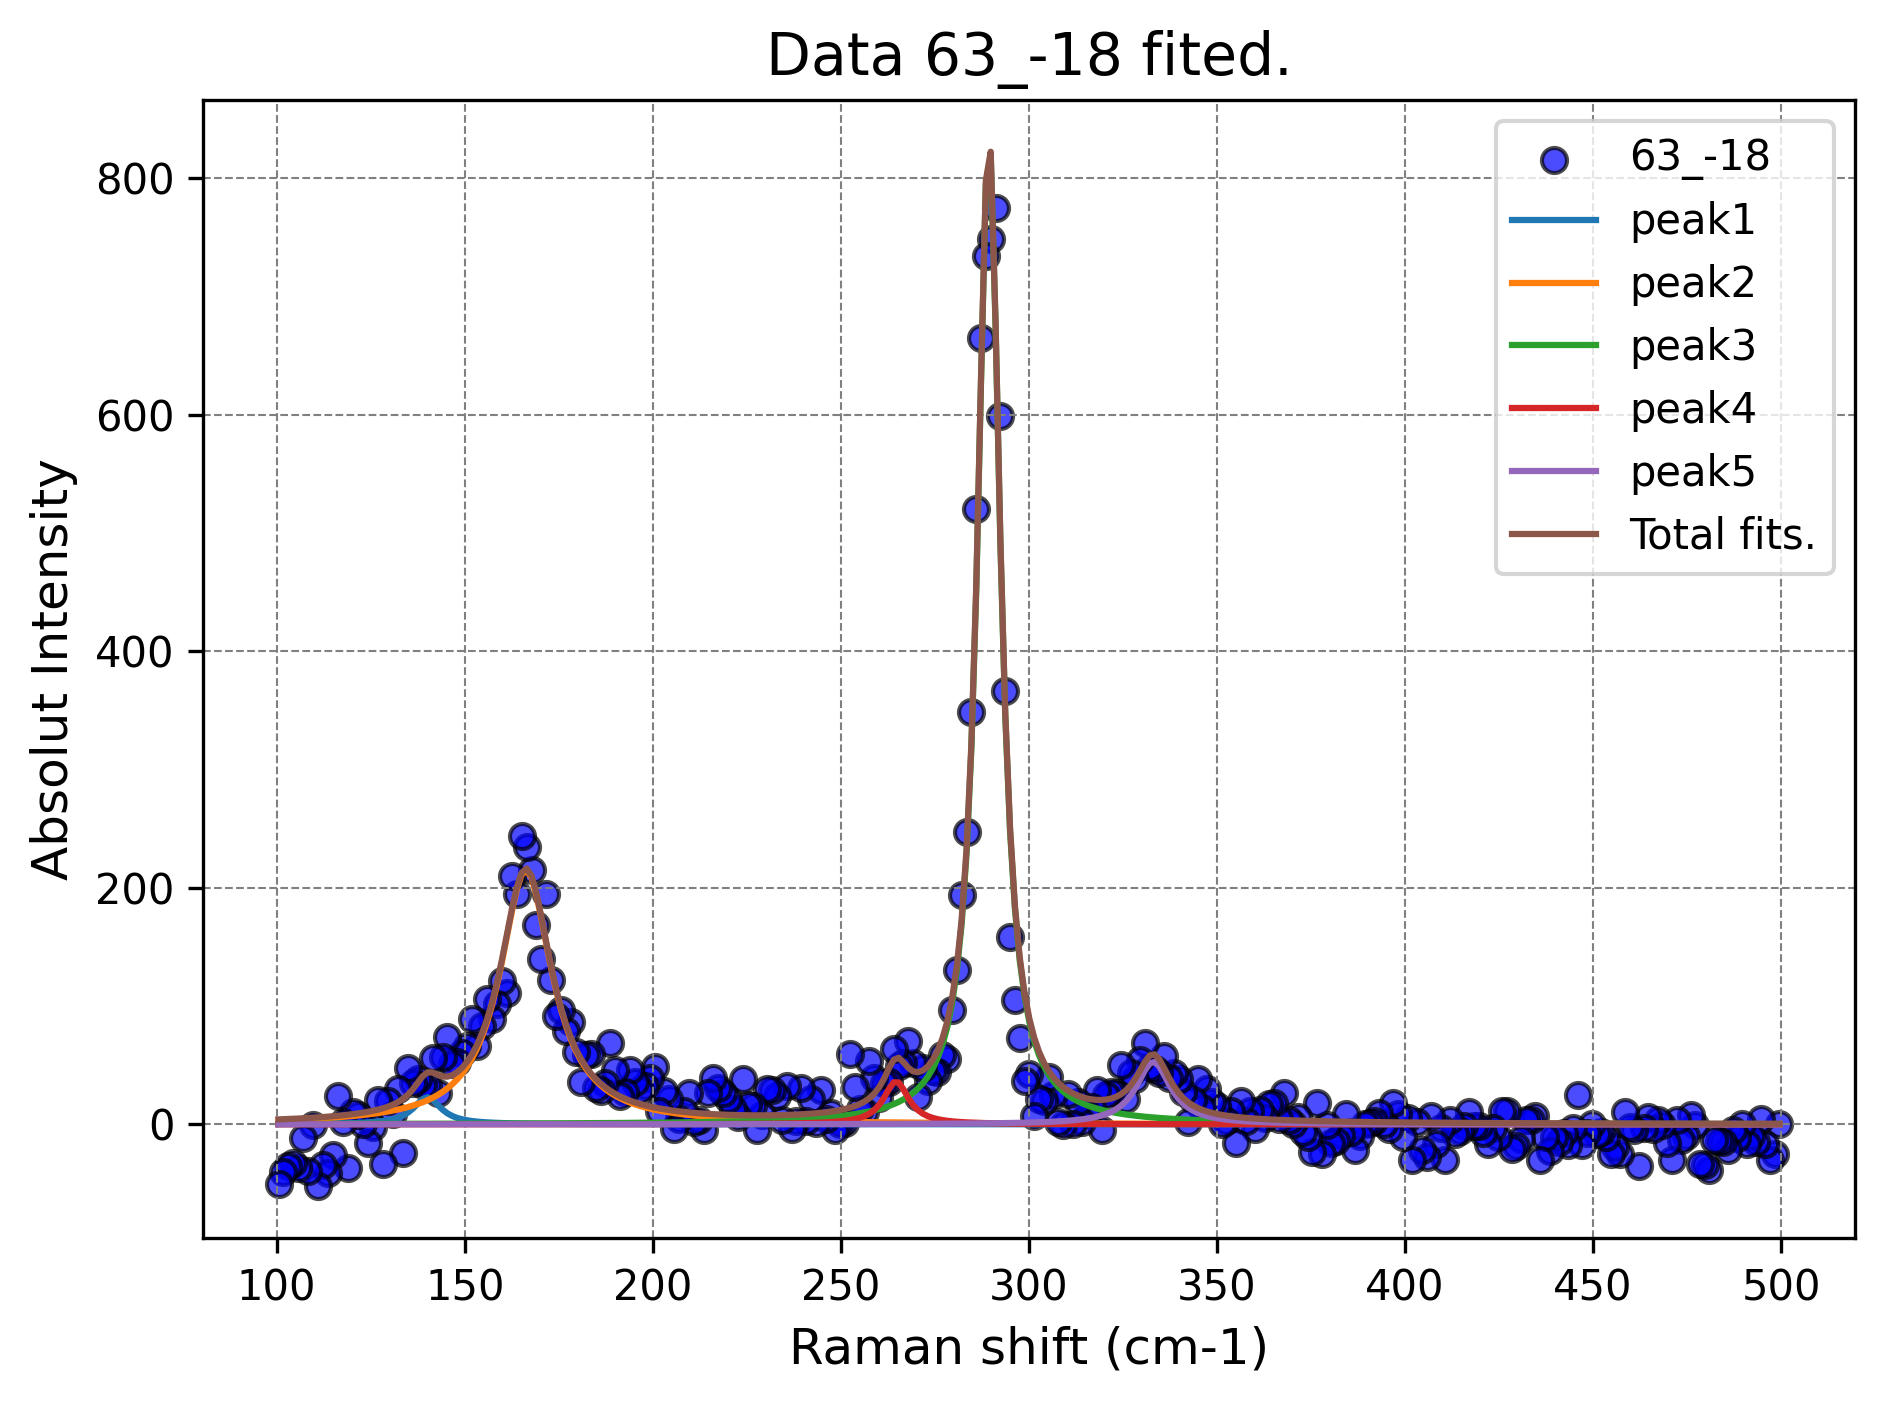 Data 63_-18 fited.
Absolut Intensity
800
600
400
200
0
63_-18
peak1
peak2
peak3
peak4
peak5
Total fits.
100 150 200 250 300 350 400 450 500
Raman shift (cm-1)